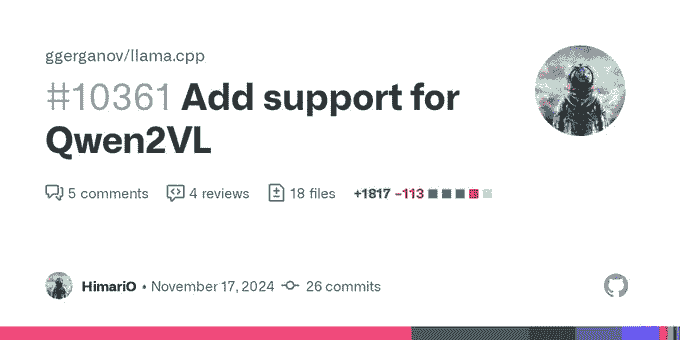 ggerganov/llama.cpp
#10361 Add support for
Qwen2VL
5 comments 4 reviews 18 files +1817 −113
HimariO • November 17, 2024 26 commits